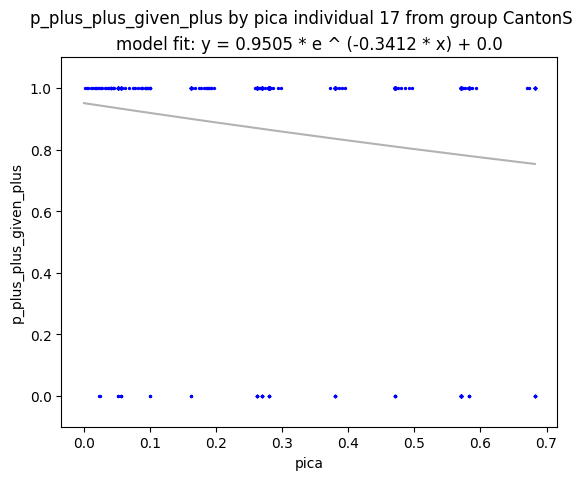 p_plus_plus_given_plus by pica individual 17 from group CantonS
model fit: y = 0.9505 * e ^ (-0.3412 * x) + 0.0
p_plus_plus_given_plus
1.0
0.8
0.6
0.4
0.2
0.0
0.0 0.1 0.2 0.3 0.4 0.5 0.6 0.7
pica